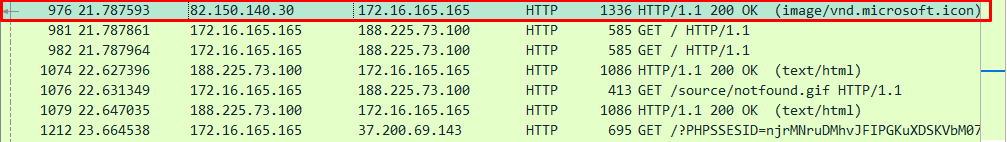 976 21.787593 82.150.140.30 172.16.165.165 HTTP 1336 HTTP/1.1 200 OK (image/vnd.microsoft.icon)
981 21.787861 172.16.165.165 188.225.73.100 HTTP 585 GET / HTTP/1.1
982 21.787964 172.16.165.165 188.225.73.100 HTTP 585 GET / HTTP/1.1
1074 22.627396 188.225.73.100 172.16.165.165 HTTP 1086 HTTP/1.1 200 OK (text/html)
1076 22.631349 172.16.165.165 188.225.73.100 HTTP 413 GET /source/notfound.gif HTTP/1.1
1079 22.647035 188.225.73.100 172.16.165.165 HTTP 1086 HTTP/1.1 200 OK (text/html)
1212 23.664538 172.16.165.165 37.200.69.143 HTTP 695 GET /?PHPSSESID=njrMNruDMhvJFIPGKuXDSKVbM07